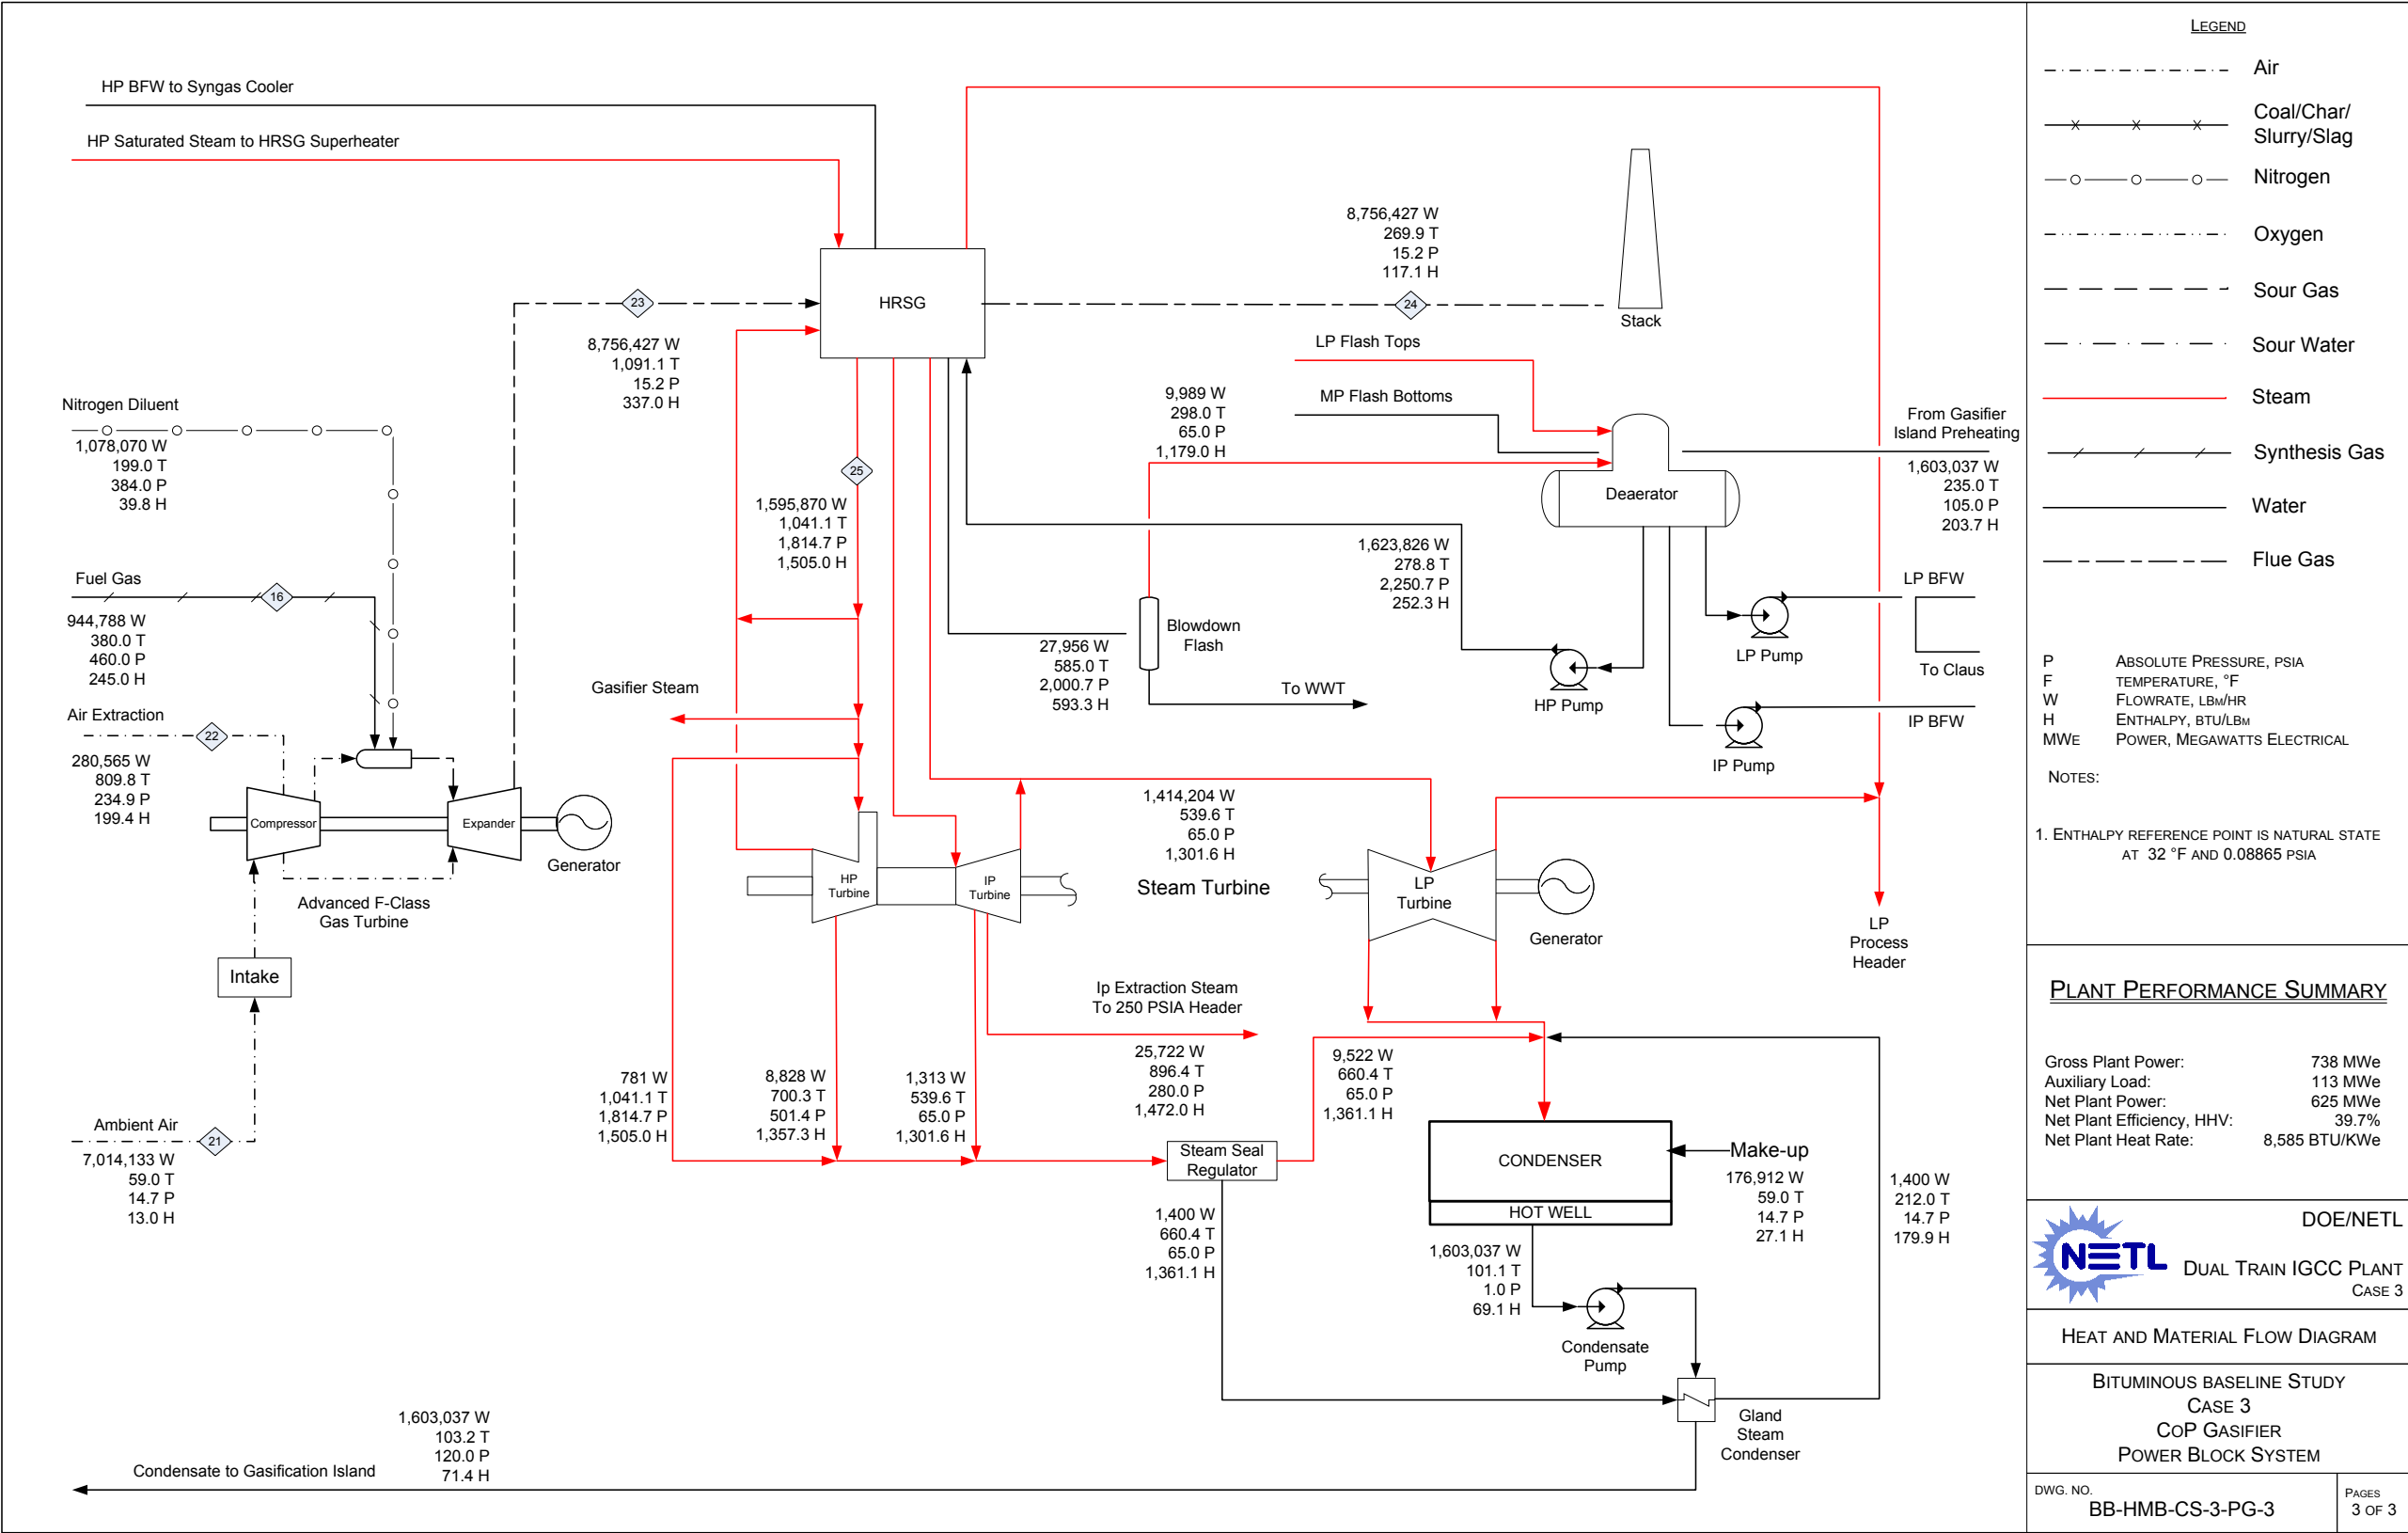 HP BFW to Syngas Cooler
HP Saturated Steam to HRSG Superheater
8,756,427 W
269.9 T
15.2 P
117.1 H
HRSG
23
24
Stack
8,756,427 W
1,091.1 T
15.2 P
337.0 H
LP Flash Tops
MP Flash Bottoms
9,989 W
298.0 T
65.0 P
1,179.0 H
From Gasifier
Island Preheating
1,603,037 W
235.0 T
105.0 P
203.7 H
Nitrogen Diluent
1,078,070 W
199.0 T
384.0 P
39.8 H
25
1,595,870 W
1,041.1 T
1,814.7 P
1,505.0 H
Deaerator
1,623,826 W
278.8 T
2,250.7 P
252.3 H
Fuel Gas
16
944,788 W
380.0 T
460.0 P
245.0 H
LP BFW
LP Pump
To Claus
Blowdown
Flash
27,956 W
585.0 T
2,000.7 P
593.3 H
To WWT
HP Pump
IP BFW
IP Pump
Gasifier Steam
Air Extraction
22
280,565 W
809.8 T
234.9 P
199.4 H
Compressor
Expander
Generator
Advanced F-Class
Gas Turbine
1,414,204 W
539.6 T
65.0 P
1,301.6 H
HP
Turbine
IP
Turbine
Steam Turbine
LP
Turbine
Generator
LP
Process
Header
Intake
Ip Extraction Steam
To 250 PSIA Header
25,722 W
896.4 T
280.0 P
1,472.0 H
781 W
1,041.1 T
1,814.7 P
1,505.0 H
8,828 W
700.3 T
501.4 P
1,357.3 H
1,313 W
539.6 T
65.0 P
1,301.6 H
9,522 W
660.4 T
65.0 P
1,361.1 H
Ambient Air
21
7,014,133 W
59.0 T
14.7 P
13.0 H
Steam Seal
Regulator
CONDENSER
HOT WELL
Make-up
176,912 W
59.0 T
14.7 P
27.1 H
1,400 W
212.0 T
14.7 P
179.9 H
1,400 W
660.4 T
65.0 P
1,361.1 H
1,603,037 W
101.1 T
1.0 P
69.1 H
Condensate
Pump
Gland
Steam
Condenser
1,603,037 W
103.2 T
120.0 P
71.4 H
Condensate to Gasification Island
LEGEND
Air
Coal/Char/
Slurry/Slag
Nitrogen
Oxygen
Sour Gas
Sour Water
Steam
Synthesis Gas
Water
Flue Gas
P ABSOLUTE PRESSURE, PSIA
F TEMPERATURE, °F
W FLOWRATE, LBM/HR
H ENTHALPY, BTU/LBM
MWE POWER, MEGAWATTS ELECTRICAL
NOTES:
1. ENTHALPY REFERENCE POINT IS NATURAL STATE
AT 32 °F AND 0.08865 PSIA
PLANT PERFORMANCE SUMMARY
Gross Plant Power: 738 MWe
Auxiliary Load: 113 MWe
Net Plant Power: 625 MWe
Net Plant Efficiency, HHV: 39.7%
Net Plant Heat Rate: 8,585 BTU/KWe
NETL
DOE/NETL
DUAL TRAIN IGCC PLANT
CASE 3
HEAT AND MATERIAL FLOW DIAGRAM
BITUMINOUS BASELINE STUDY
CASE 3
COP GASIFIER
POWER BLOCK SYSTEM
DWG. NO.
BB-HMB-CS-3-PG-3
PAGES
3 OF 3